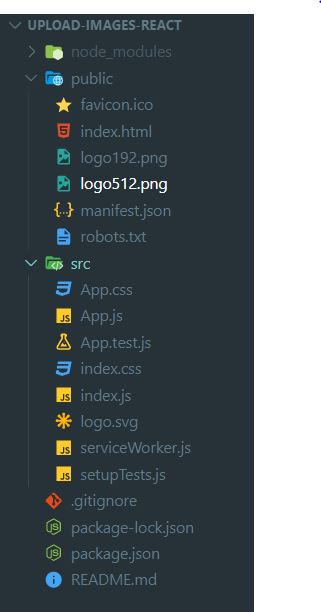 UPLOAD-IMAGES-REACT
node_modules
public
favicon.ico
index.html
logo192.png
logo512.png
manifest.json
robots.txt
src
App.css
App.js
App.test.js
index.css
index.js
logo.svg
serviceWorker.js
setupTests.js
.gitignore
package-lock.json
package.json
README.md